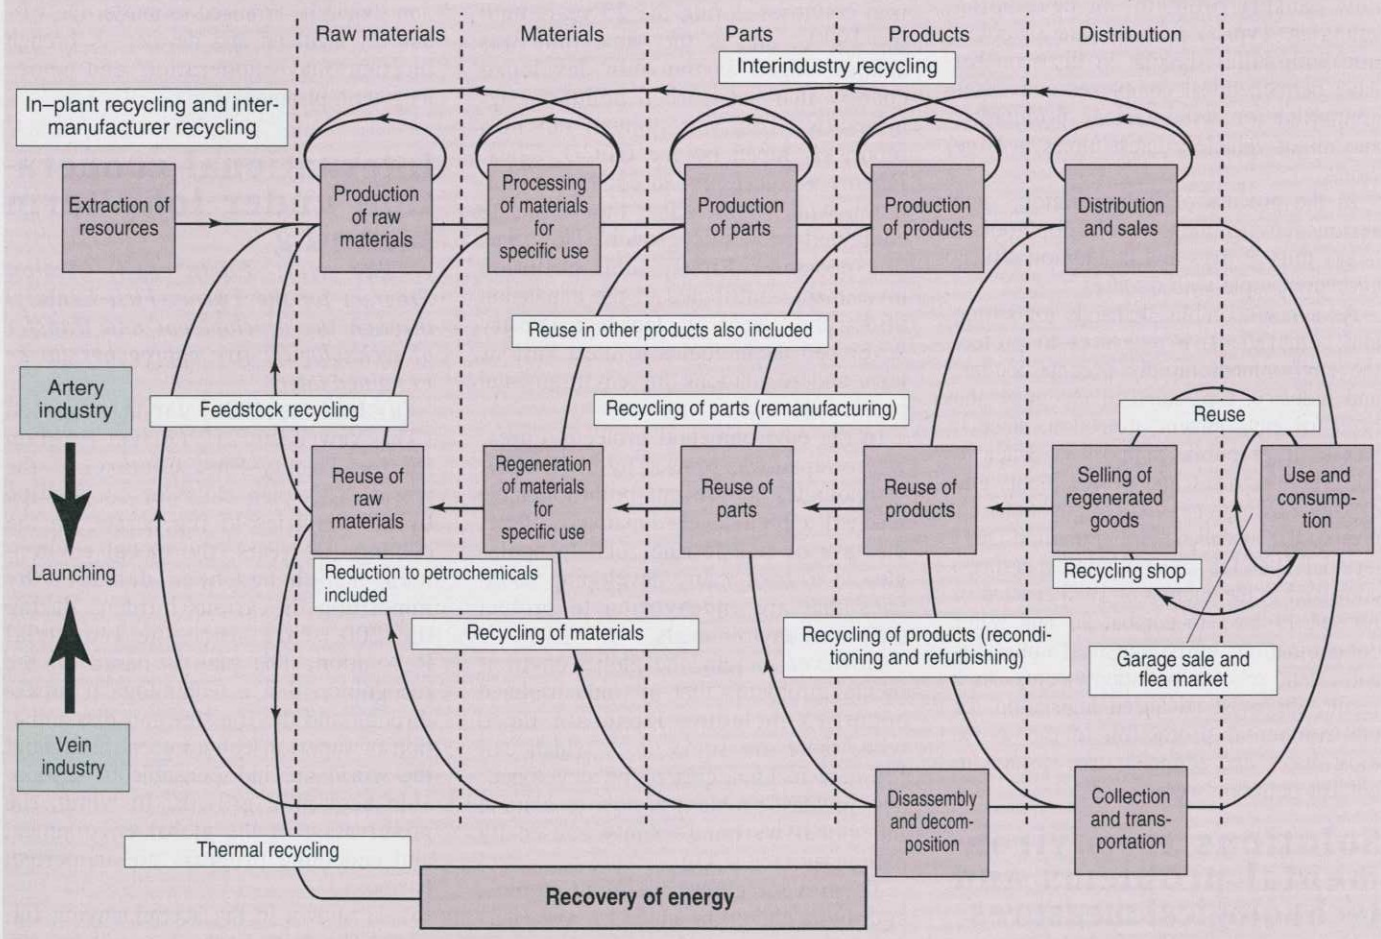 Raw materials
Materials
Parts
Products
Distribution
Interindustry recycling
In–plant recycling and inter-
manufacturer recycling
Extraction of
resources
Production
of raw
materials
Processing
of materials
for
specific use
Production
of parts
Production
of products
Distribution
and sales
Reuse in other products also included
Artery
industry
Feedstock recycling
Recycling of parts (remanufacturing)
Reuse
Reuse of
raw
materials
Regeneration
of materials
for
specific use
Reuse of
parts
Reuse of
products
Selling of
regenerated
goods
Use and
consump-
tion
Launching
Reduction to petrochemicals
included
Recycling shop
Recycling of materials
Recycling of products (recondi-
tioning and refurbishing)
Garage sale and
flea market
Vein
industry
Disassembly
and decom-
position
Collection
and trans-
portation
Thermal recycling
Recovery of energy